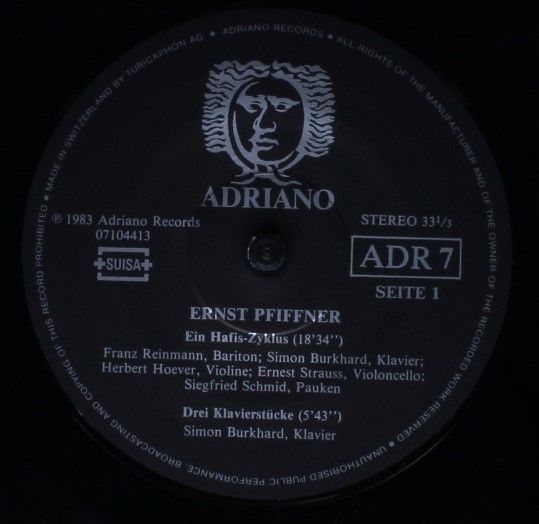 • MADE IN SWITZERLAND BY TURICAPHON AG • ADRIANO RECORDS • ALL RIGHTS OF THE MANUFACTURER AND OF THE OWNER OF THE RECORDED WORK RESERVED • UNAUTHORISED PUBLIC PERFORMANCE, BROADCASTING AND COPYING OF THIS RECORD PROHIBITED
ADRIANO
℗ 1983 Adriano Records
07104413
SUISA
STEREO 33 1/3
ADR 7
SEITE 1
ERNST PFIFFNER
Ein Hafis-Zyklus (18'34'')
Franz Reinmann, Bariton; Simon Burkhard, Klavier;
Herbert Hoever, Violine; Ernest Strauss, Violoncello;
Siegfried Schmid, Pauken
Drei Klavierstücke (5'43'')
Simon Burkhard, Klavier